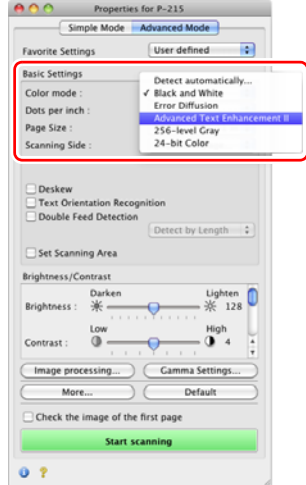 Properties for P-215
Simple Mode Advanced Mode
Favorite Settings User defined
Basic Settings
Detect automatically...
Color mode : ✓ Black and White
Error Diffusion
Dots per inch :
Advanced Text Enhancement II
Page Size : 256-level Gray
Scanning Side : 24-bit Color
Deskew
Text Orientation Recognition
Double Feed Detection
Detect by Length
Set Scanning Area
Brightness/Contrast
Darken Lighten
Brightness : 128
Low High
Contrast : 4
Image processing... Gamma Settings...
More... Default
Check the image of the first page
Start scanning
?